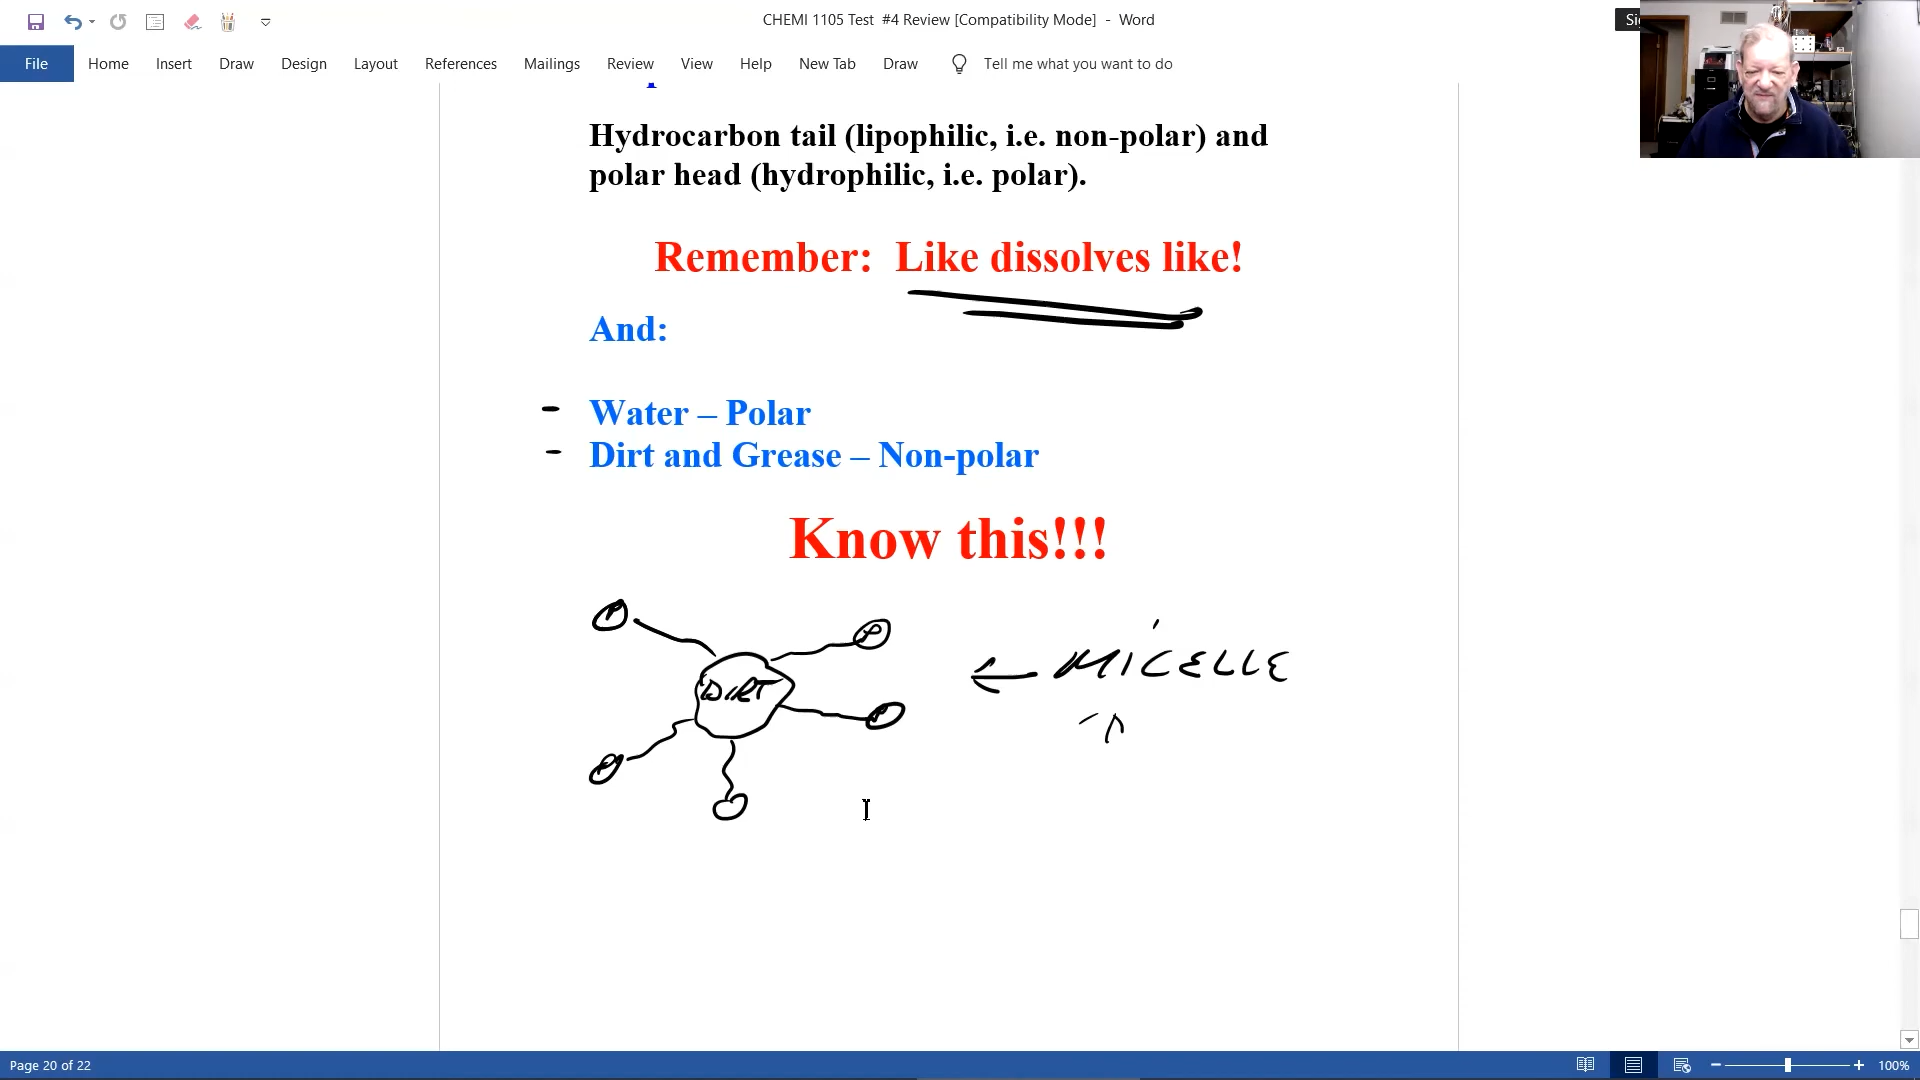 CHEMI 1105 Test #4 Review [Compatibility Mode] - Word
File Home Insert Draw Design Layout References Mailings Review View Help New Tab Draw Tell me what you want to do
Hydrocarbon tail (lipophilic, i.e. non-polar) and
polar head (hydrophilic, i.e. polar).
Remember: Like dissolves like!
And:
- Water – Polar
- Dirt and Grease – Non-polar
Know this!!!
P
P
MICELLE
DIRT
P
P
Page 20 of 22
100%